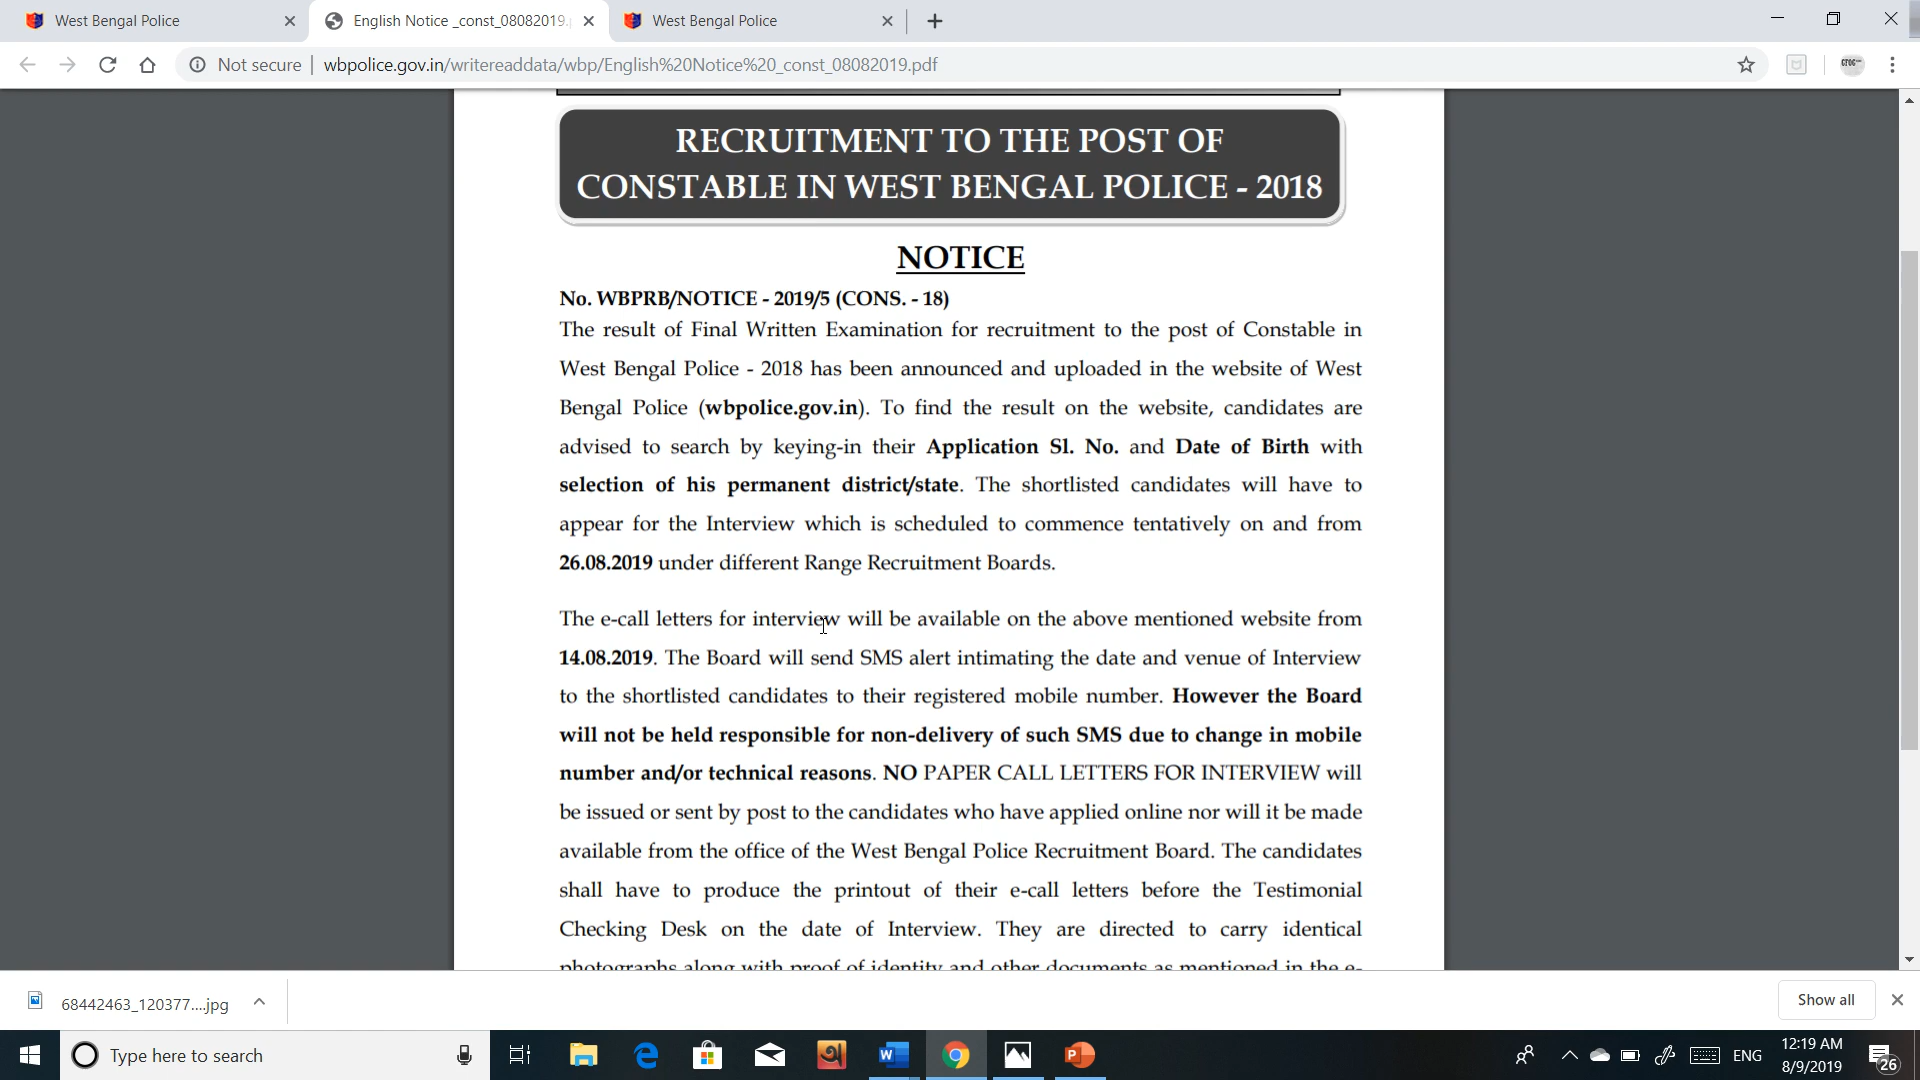 West Bengal Police
English Notice _const_08082019.
West Bengal Police
Not secure
wbpolice.gov.in/writereaddata/wbp/English%20Notice%20_const_08082019.pdf
RECRUITMENT TO THE POST OF
CONSTABLE IN WEST BENGAL POLICE - 2018
NOTICE
No. WBPRB/NOTICE - 2019/5 (CONS. - 18)
The result of Final Written Examination for recruitment to the post of Constable in
West Bengal Police - 2018 has been announced and uploaded in the website of West
Bengal Police (wbpolice.gov.in). To find the result on the website, candidates are
advised to search by keying-in their Application Sl. No. and Date of Birth with
selection of his permanent district/state. The shortlisted candidates will have to
appear for the Interview which is scheduled to commence tentatively on and from
26.08.2019 under different Range Recruitment Boards.
The e-call letters for interview will be available on the above mentioned website from
14.08.2019. The Board will send SMS alert intimating the date and venue of Interview
to the shortlisted candidates to their registered mobile number. However the Board
will not be held responsible for non-delivery of such SMS due to change in mobile
number and/or technical reasons. NO PAPER CALL LETTERS FOR INTERVIEW will
be issued or sent by post to the candidates who have applied online nor will it be made
available from the office of the West Bengal Police Recruitment Board. The candidates
shall have to produce the printout of their e-call letters before the Testimonial
Checking Desk on the date of Interview. They are directed to carry identical
photographs along with proof of identity and other documents as mentioned in the e-
68442463_120377....jpg
Show all
Type here to search
ENG
12:19 AM
8/9/2019
26